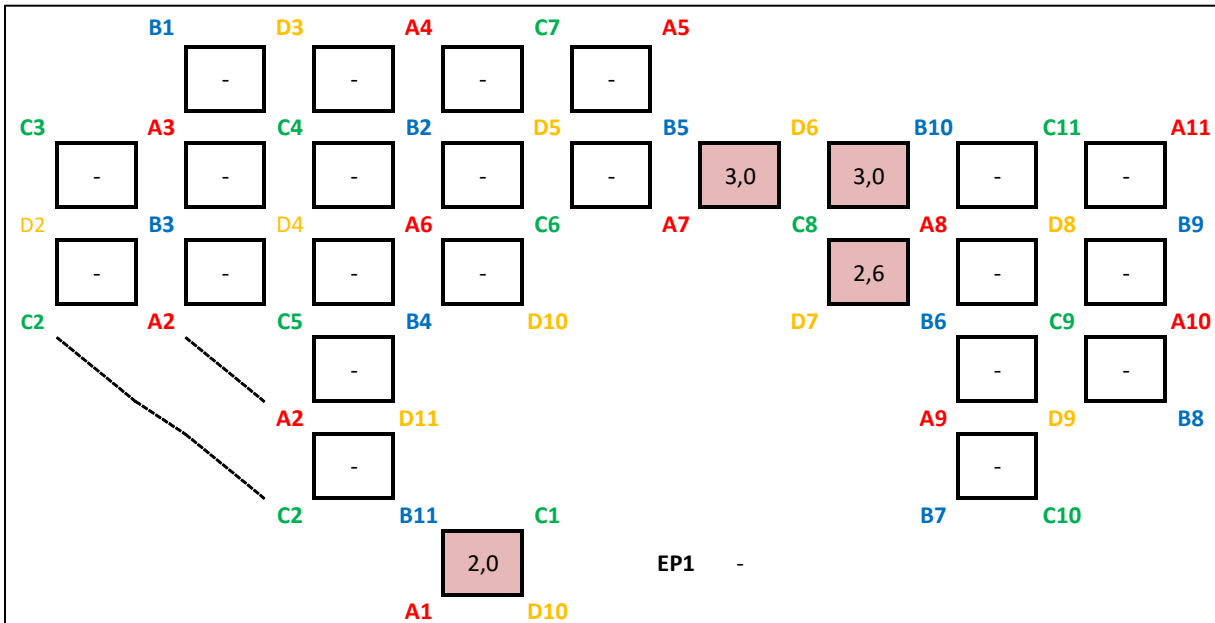 B1 D3 A4 C7 A5
- - - -
C3 A3 C4 B2 D5 B5 D6 B10 C11 A11
- - - - - 3,0 3,0 - -
D2 B3 D4 A6 C6 A7 C8 A8 D8 B9
- - - - 2,6 - -
C2 A2 C5 B4 D10 D7 B6 C9 A10
- - -
A2 D11 A9 D9 B8
- -
C2 B11 C1 B7 C10
2,0 EP1 -
A1 D10